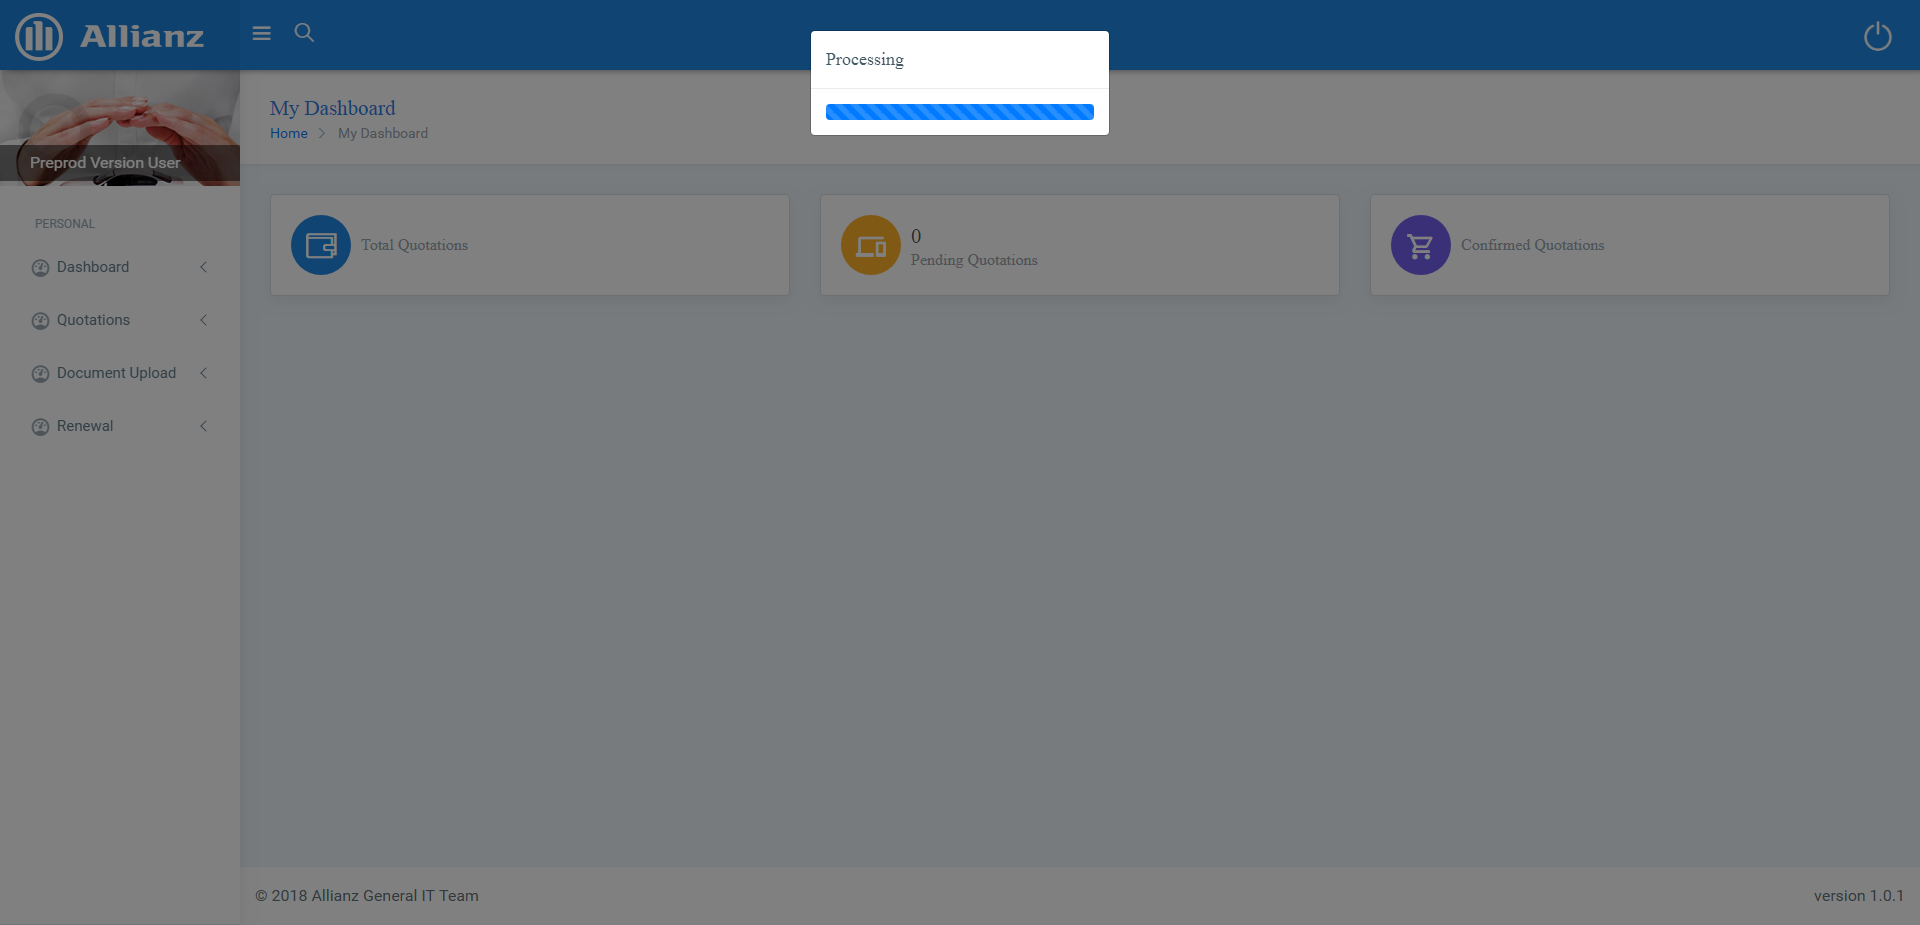 Allianz
Processing
My Dashboard
Home > My Dashboard
Preprod Version User
PERSONAL
Dashboard
Quotations
Document Upload
Renewal
Total Quotations
0
Pending Quotations
Confirmed Quotations
© 2018 Allianz General IT Team
version 1.0.1